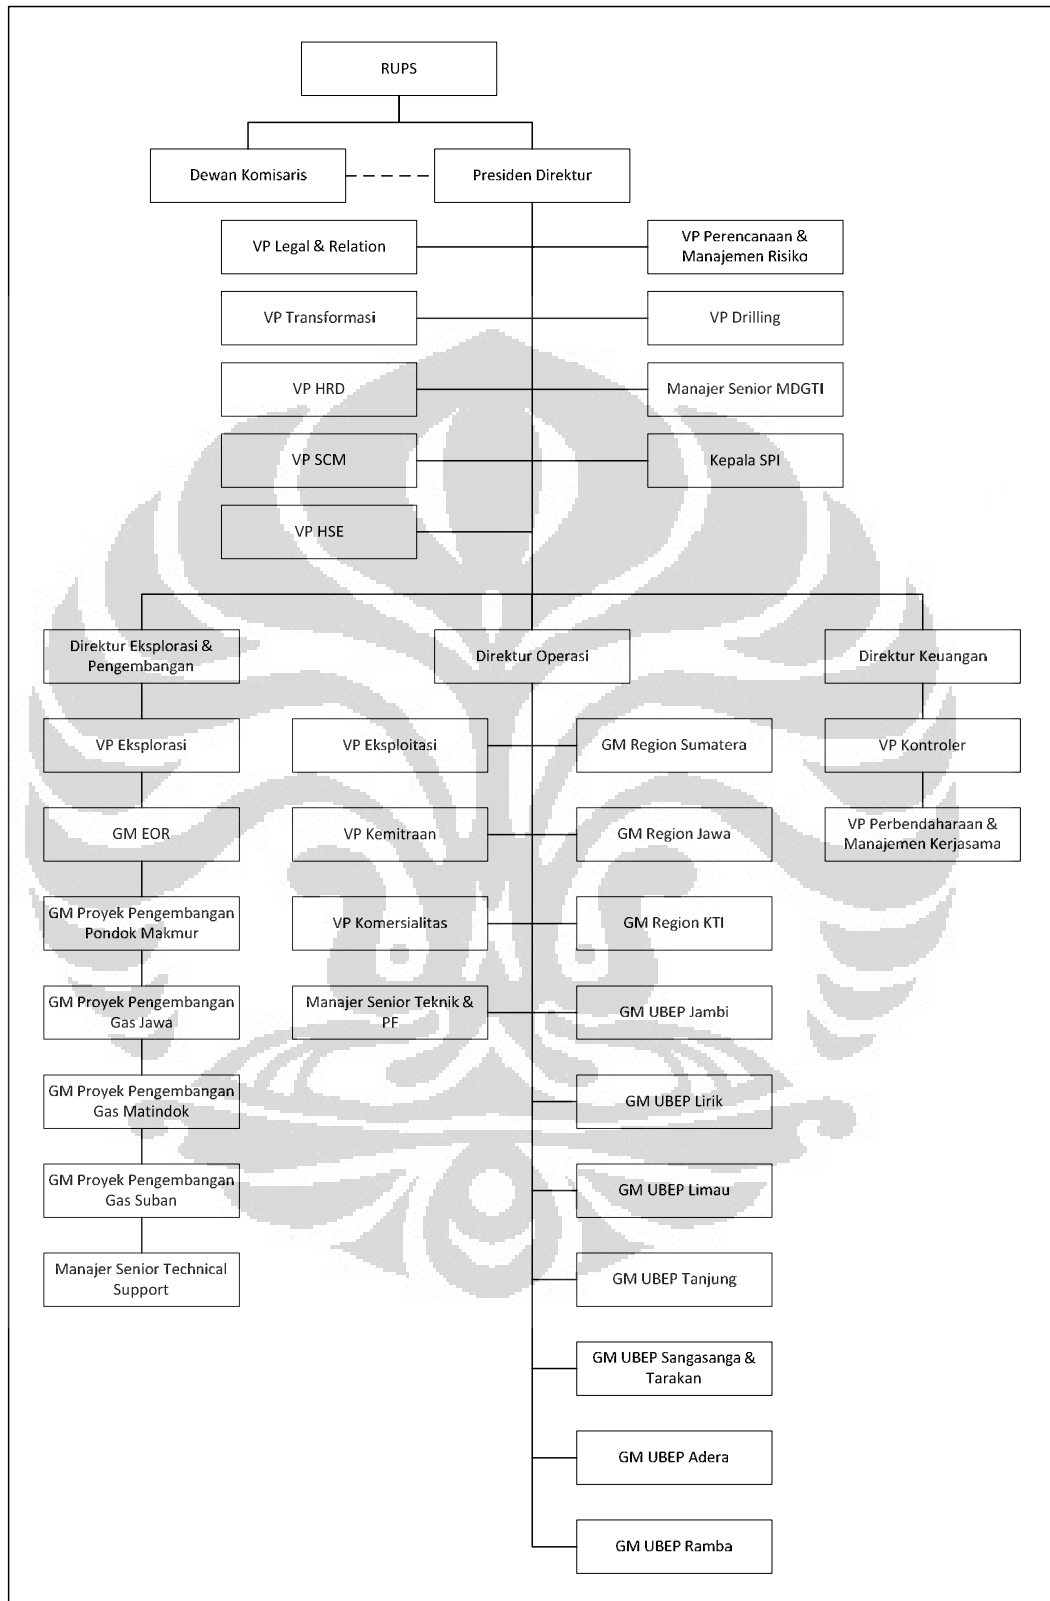 RUPS
Dewan Komisaris
Presiden Direktur
VP Legal & Relation
VP Perencanaan &
Manajemen Risiko
VP Transformasi
VP Drilling
VP HRD
Manajer Senior MDGTI
VP SCM
Kepala SPI
VP HSE
Direktur Eksplorasi &
Pengembangan
Direktur Operasi
Direktur Keuangan
VP Eksplorasi
VP Eksploitasi
GM Region Sumatera
VP Kontroler
GM EOR
VP Kemitraan
GM Region Jawa
VP Perbendaharaan &
Manajemen Kerjasama
GM Proyek Pengembangan
Pondok Makmur
VP Komersialitas
GM Region KTI
GM Proyek Pengembangan
Gas Jawa
Manajer Senior Teknik &
PF
GM UBEP Jambi
GM Proyek Pengembangan
Gas Matindok
GM UBEP Lirik
GM Proyek Pengembangan
Gas Suban
GM UBEP Limau
Manajer Senior Technical
Support
GM UBEP Tanjung
GM UBEP Sangasanga &
Tarakan
GM UBEP Adera
GM UBEP Ramba